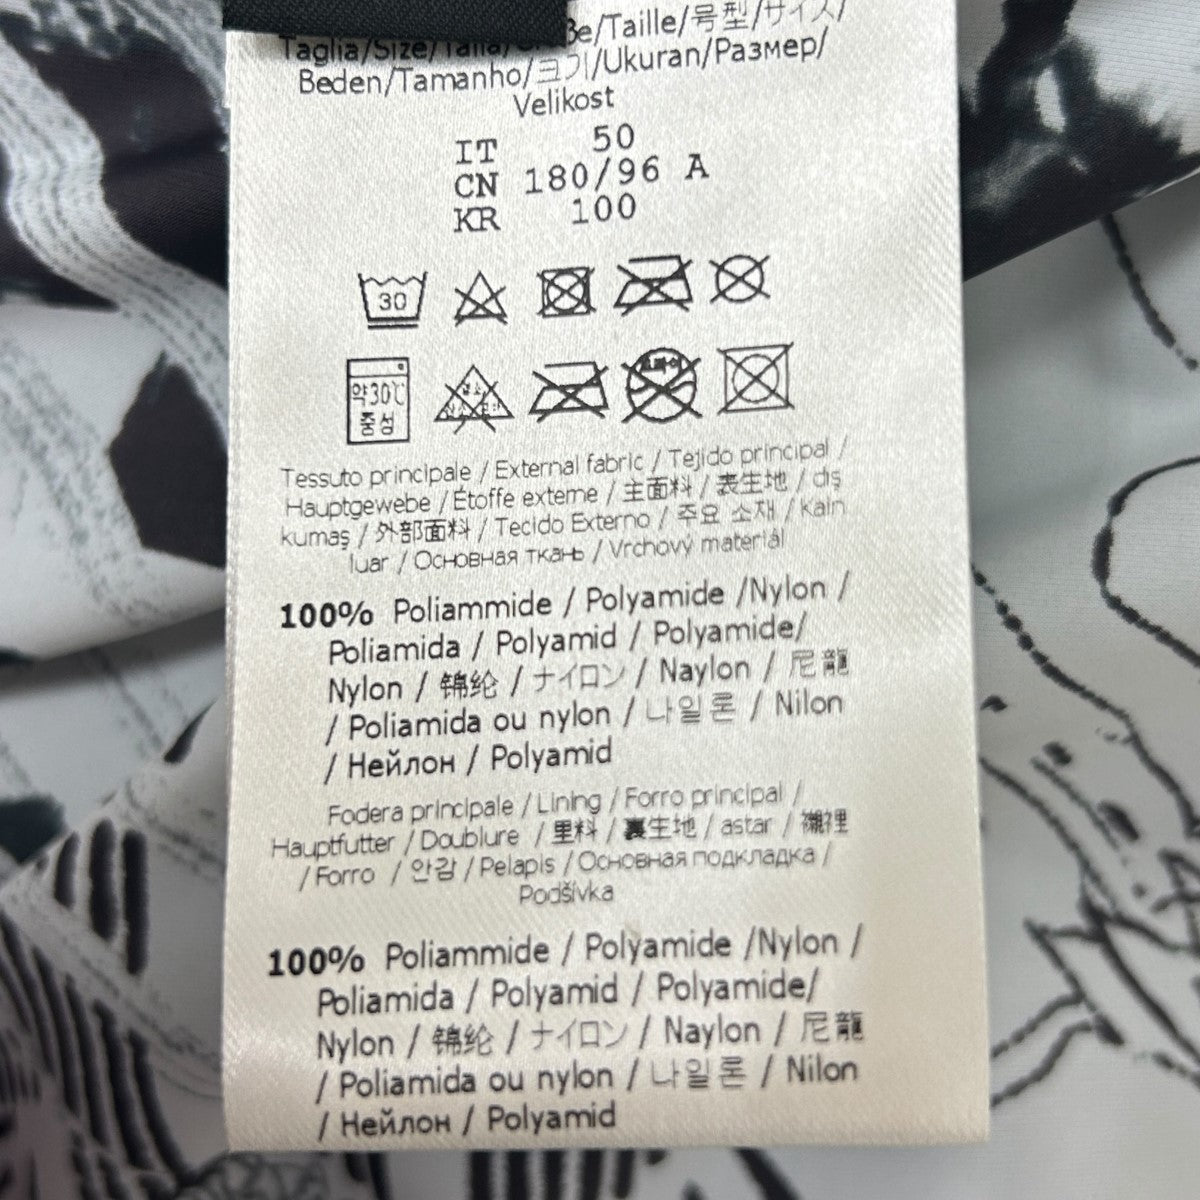 Be/Taille/号型/サイズ/
Taglia/Size/Talla/
Beden/Tamanho/크기/Ukuran/Размер/
Velikost
IT 50
CN 180/96 A
KR 100
30
약30℃
중성
Tessuto principale / External fabric / Tejido principal /
Hauptgewebe / Étoffe externe / 主面料 / 表生地 / dış
kumaş / 外部面料 / Tecido Externo / 주요 소재 / Kain
luar / Основная ткань / Vrchový materiál
100% Poliammide / Polyamide /Nylon /
Poliamida / Polyamid / Polyamide/
Nylon / 锦纶 / ナイロン / Naylon / 尼龍
/ Poliamida ou nylon / 나일론 / Nilon
/ Нейлон / Polyamid
Fodera principale / Lining / Forro principal /
Hauptfutter / Doublure / 里料 / 裏生地 / astar / 襯裡
/ Forro / 안감 / Pelapis / Основная подкладка /
Podšívka
100% Poliammide / Polyamide /Nylon /
Poliamida / Polyamid / Polyamide/
Nylon / 锦纶 / ナイロン / Naylon / 尼龍
/ Poliamida ou nylon / 나일론 / Nilon
/ Нейлон / Polyamid